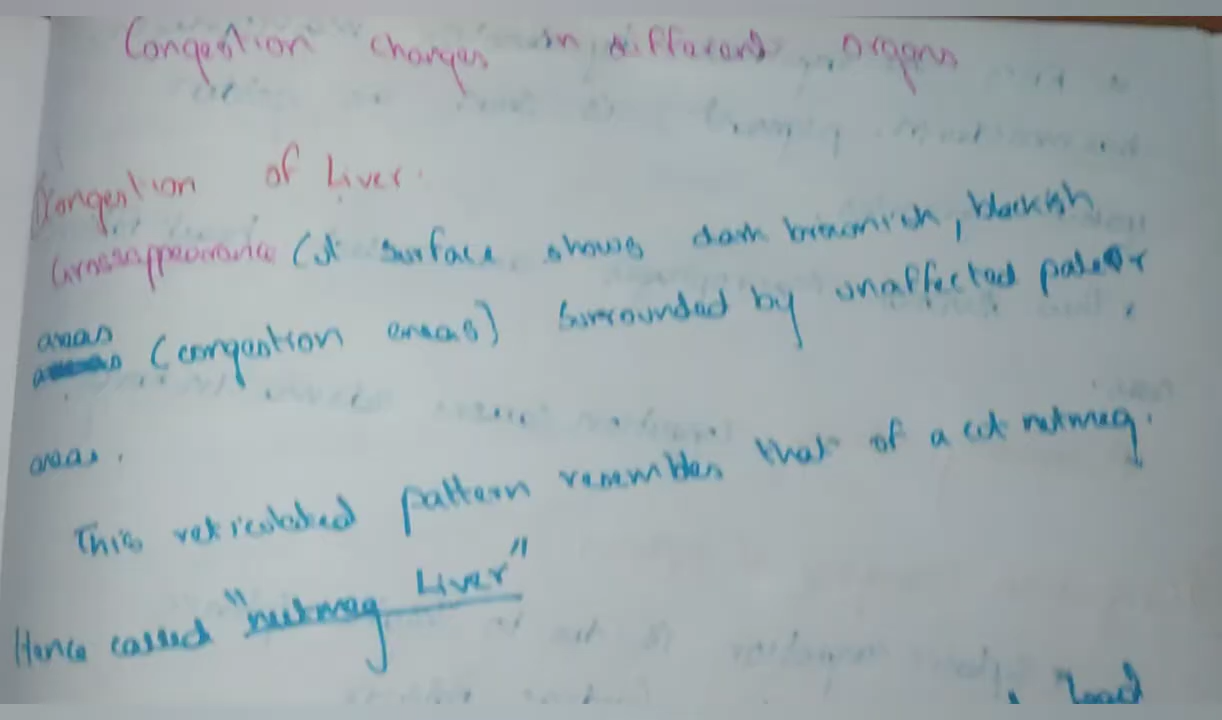 Congestion changes in different organs
Congestion of Liver.
Gross appearance Cut surface shows dark brownish, blackish
areas (congestion areas) surrounded by unaffected paler
areas.
This reticulated pattern resembles that of a cut nutmeg.
Hence called "nutmeg Liver"